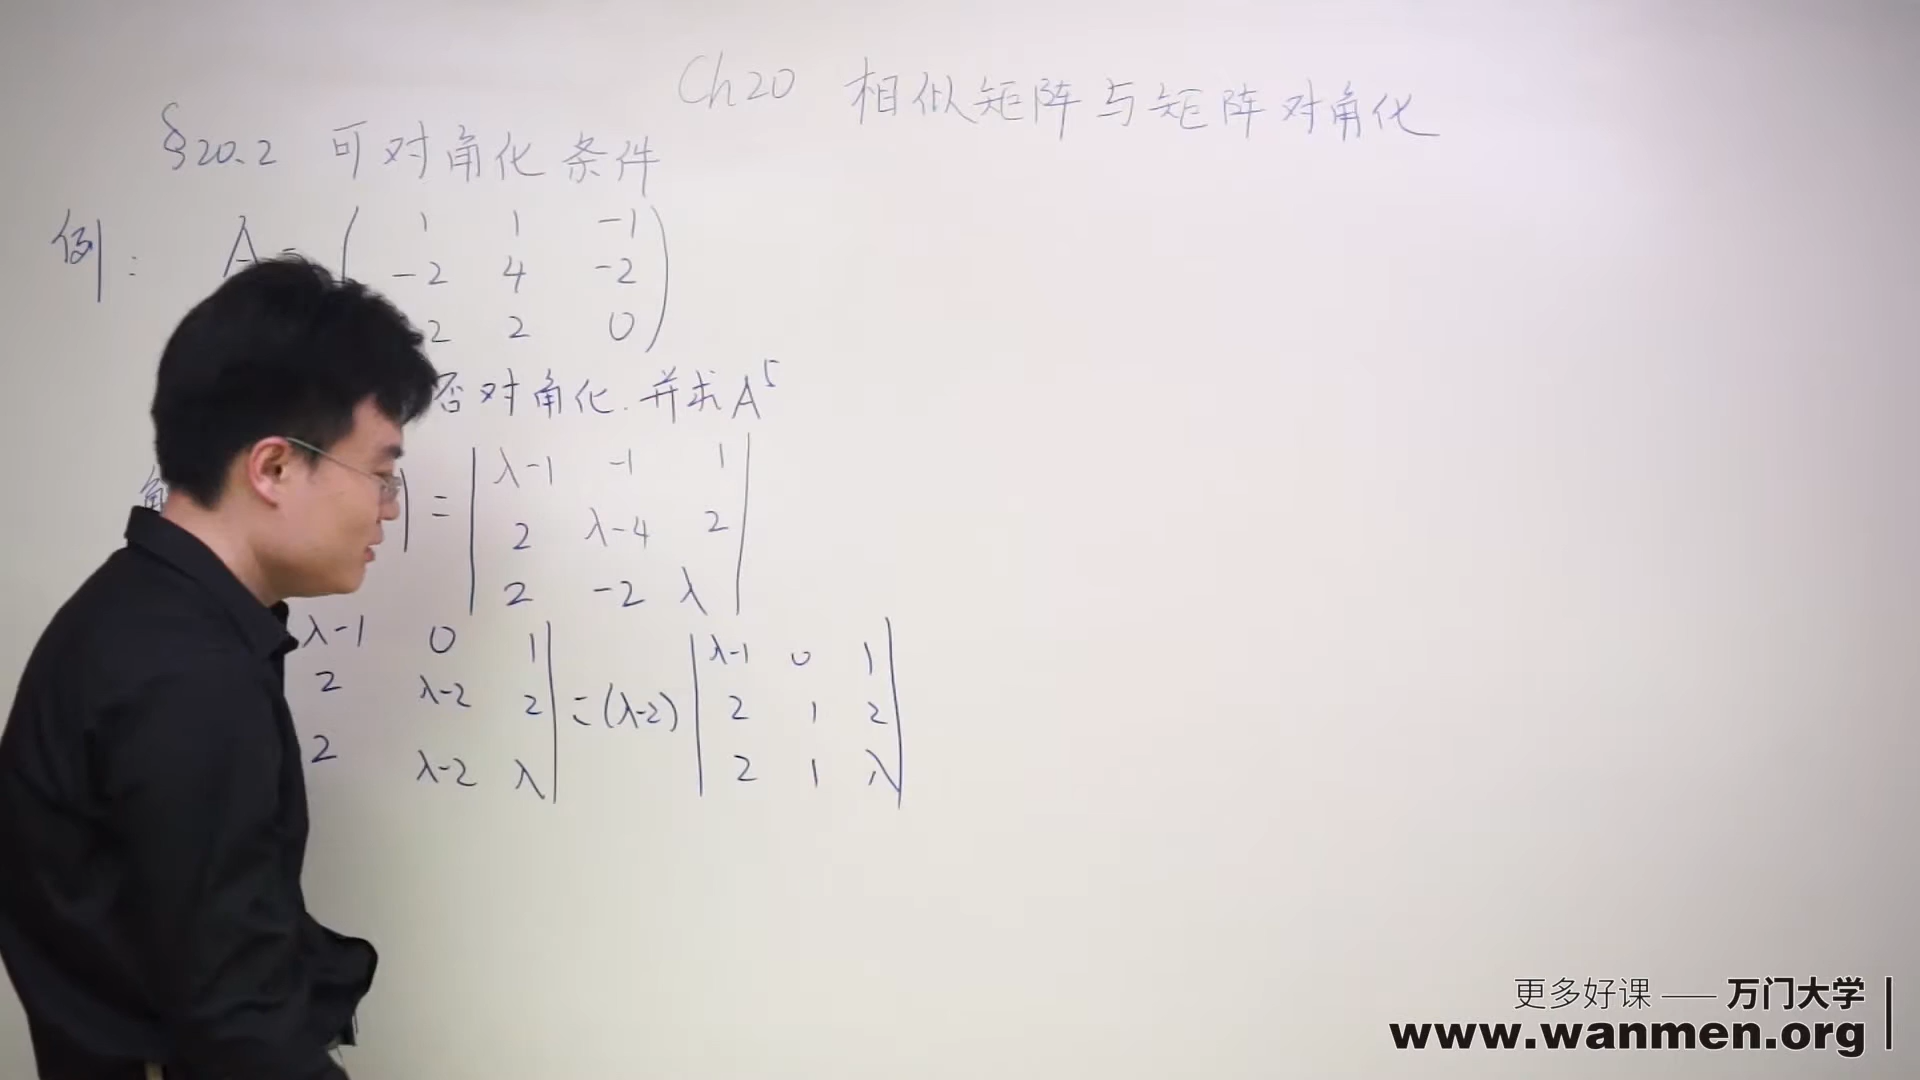 Ch20 相似矩阵与矩阵对角化
§20.2 可对角化条件
例: A = ( 1 1 -1
-2 4 -2
2 2 0 )
否对角化.并求A⁵
| = | λ-1 -1 1
2 λ-4 2
2 -2 λ |
λ-1 0 1
2 λ-2 2
2 λ-2 λ | = (λ-2) | λ-1 0 1
2 1 2
2 1 λ |
更多好课 —— 万门大学
www.wanmen.org